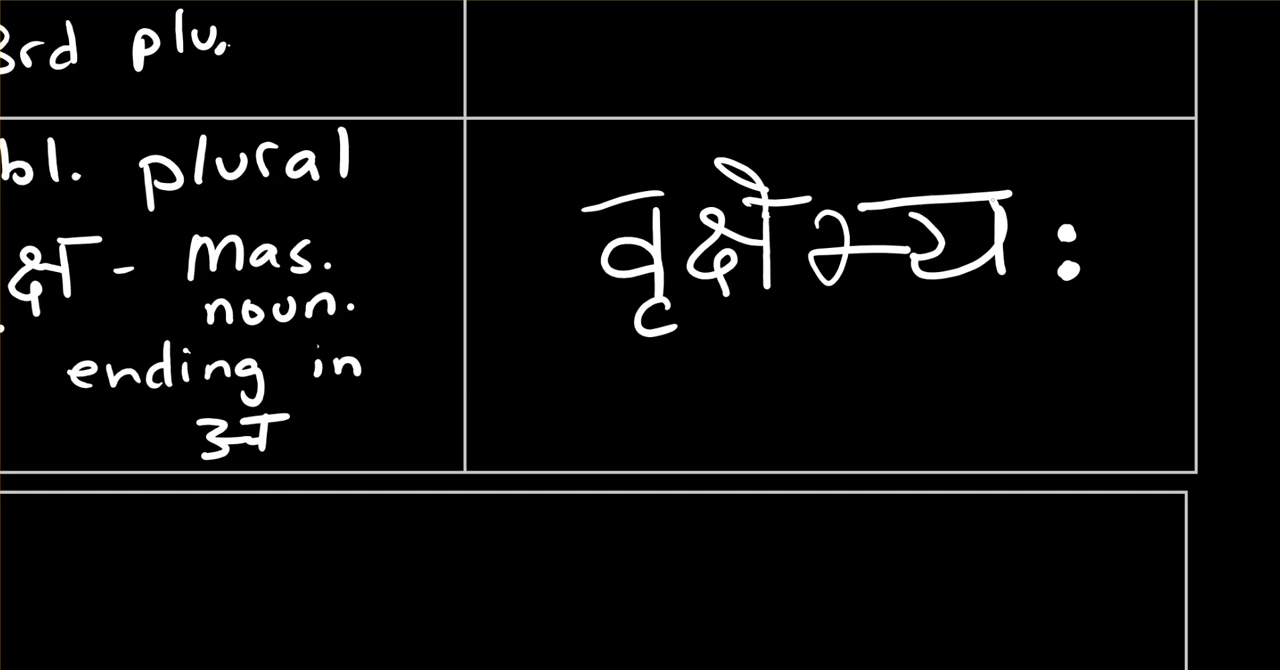 3rd plu.
bl. plural
वृक्षेभ्यः
क्ष - mas.
noun.
ending in
अ